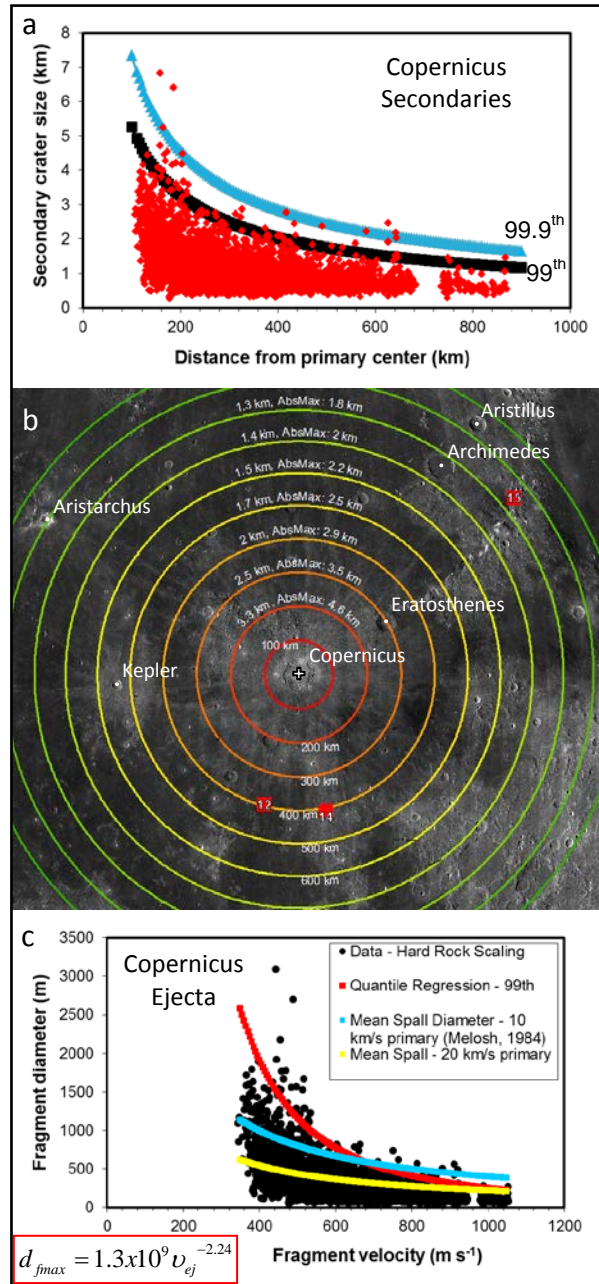 a
Copernicus
Secondaries
Secondary crater size (km)
8
7
6
5
4
3
2
1
0
99.9th
99th
0 200 400 600 800 1000
Distance from primary center (km)
b
1.3 km, AbsMax: 1.8 km
1.4 km, AbsMax: 2 km
1.5 km, AbsMax: 2.2 km
1.7 km, AbsMax: 2.5 km
2 km, AbsMax: 2.9 km
2.5 km, AbsMax: 3.5 km
3.3 km, AbsMax: 4.6 km
100 km
Aristillus
Archimedes
15
Aristarchus
Eratosthenes
Copernicus
Kepler
200 km
300 km
12
14
400 km
500 km
600 km
c
Copernicus
Ejecta
Data - Hard Rock Scaling
Quantile Regression - 99th
Mean Spall Diameter - 10
km/s primary (Melosh, 1984)
Mean Spall - 20 km/s primary
Fragment diameter (m)
3500
3000
2500
2000
1500
1000
500
0
0 200 400 600 800 1000 1200
Fragment velocity (m s⁻¹)
d_fmax = 1.3x10⁹ υ_ej⁻².²⁴